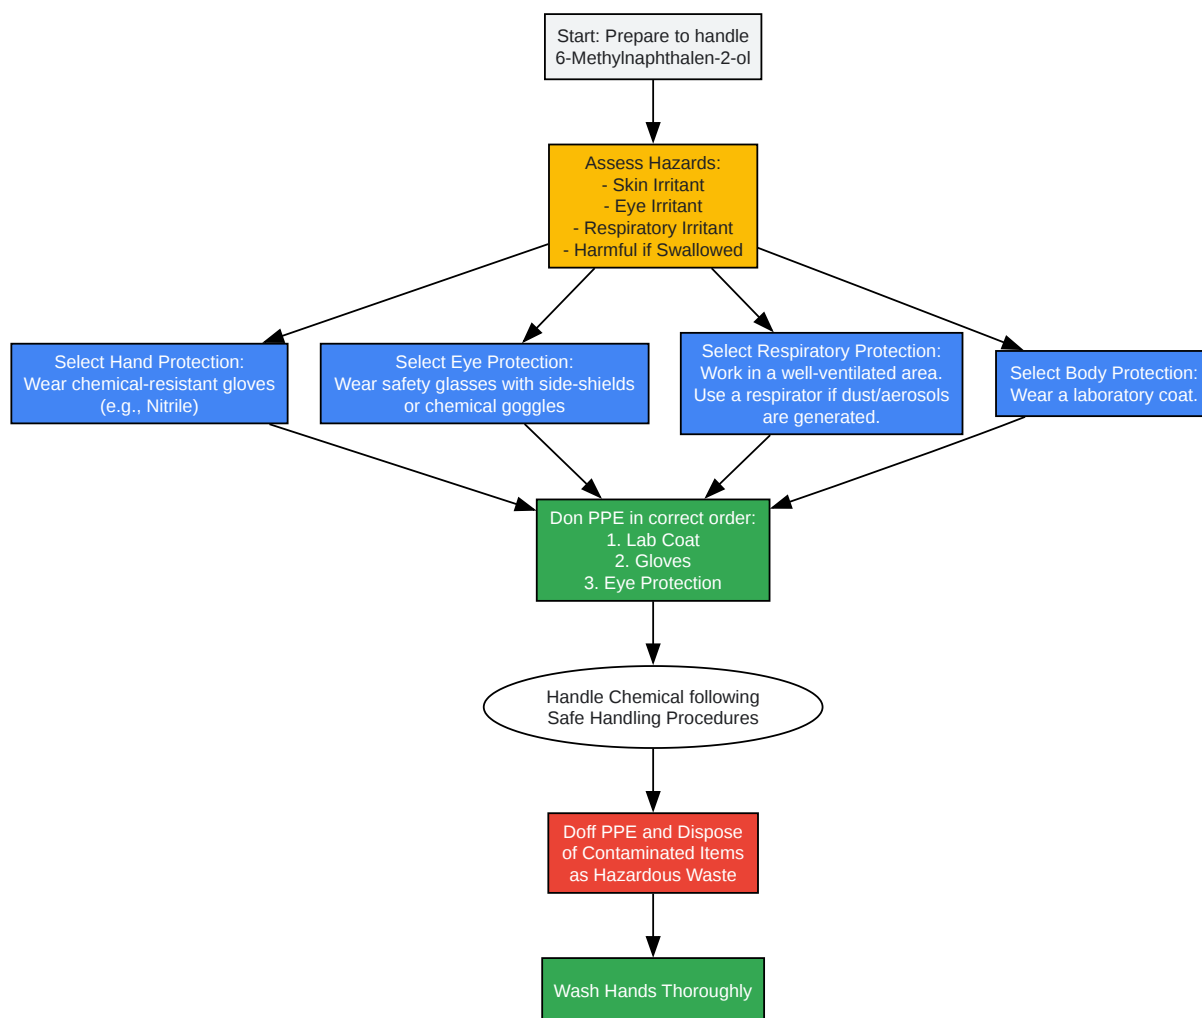 Start: Prepare to handle
6-Methylnaphthalen-2-ol
Assess Hazards:
- Skin Irritant
- Eye Irritant
- Respiratory Irritant
- Harmful if Swallowed
Select Hand Protection:
Wear chemical-resistant gloves
(e.g., Nitrile)
Select Eye Protection:
Wear safety glasses with side-shields
or chemical goggles
Select Respiratory Protection:
Work in a well-ventilated area.
Use a respirator if dust/aerosols
are generated.
Select Body Protection:
Wear a laboratory coat.
Don PPE in correct order:
1. Lab Coat
2. Gloves
3. Eye Protection
Handle Chemical following
Safe Handling Procedures
Doff PPE and Dispose
of Contaminated Items
as Hazardous Waste
Wash Hands Thoroughly